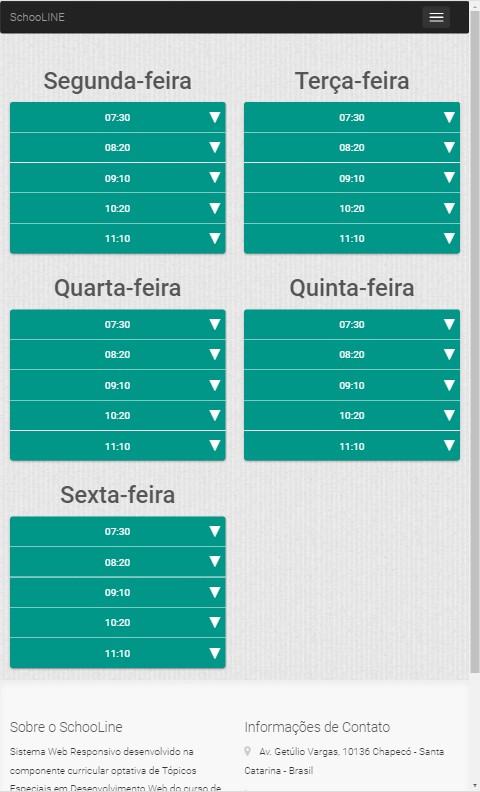 SchooLINE
Segunda-feira
07:30
08:20
09:10
10:20
11:10
Terça-feira
07:30
08:20
09:10
10:20
11:10
Quarta-feira
07:30
08:20
09:10
10:20
11:10
Quinta-feira
07:30
08:20
09:10
10:20
11:10
Sexta-feira
07:30
08:20
09:10
10:20
11:10
Sobre o SchooLine
Sistema Web Responsivo desenvolvido na
componente curricular optativa de Tópicos
Especiais em Desenvolvimento Web do curso de
Informações de Contato
Av. Getúlio Vargas, 10136 Chapecó - Santa
Catarina - Brasil